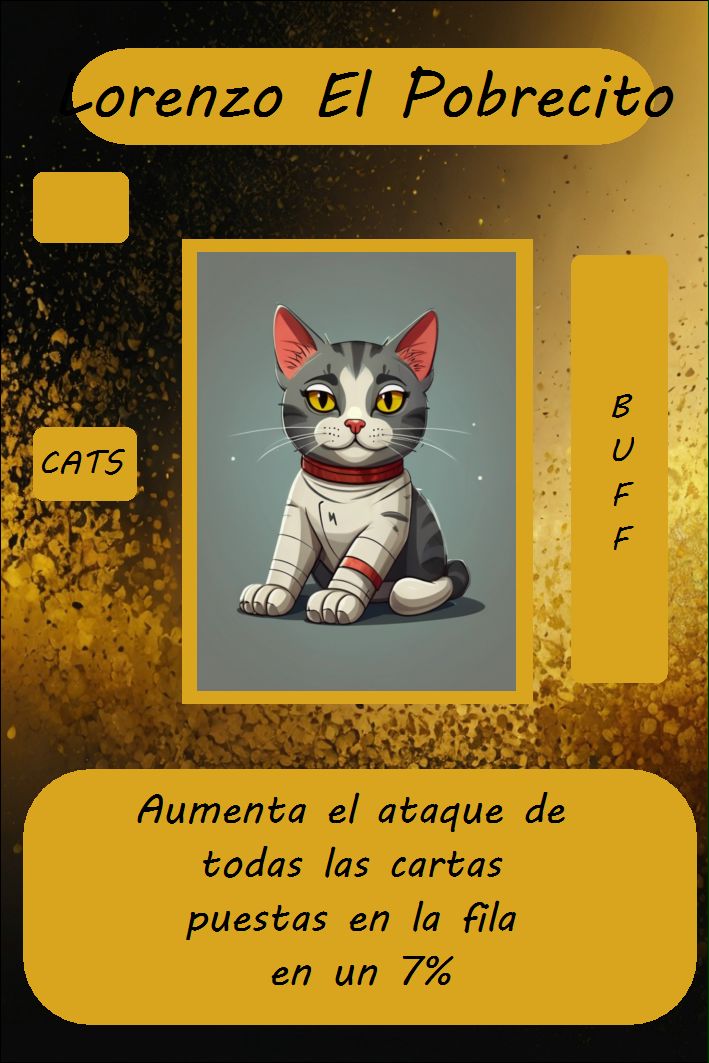 Lorenzo El Pobrecito
CATS
B
U
F
F
Aumenta el ataque de
todas las cartas
puestas en la fila
en un 7%